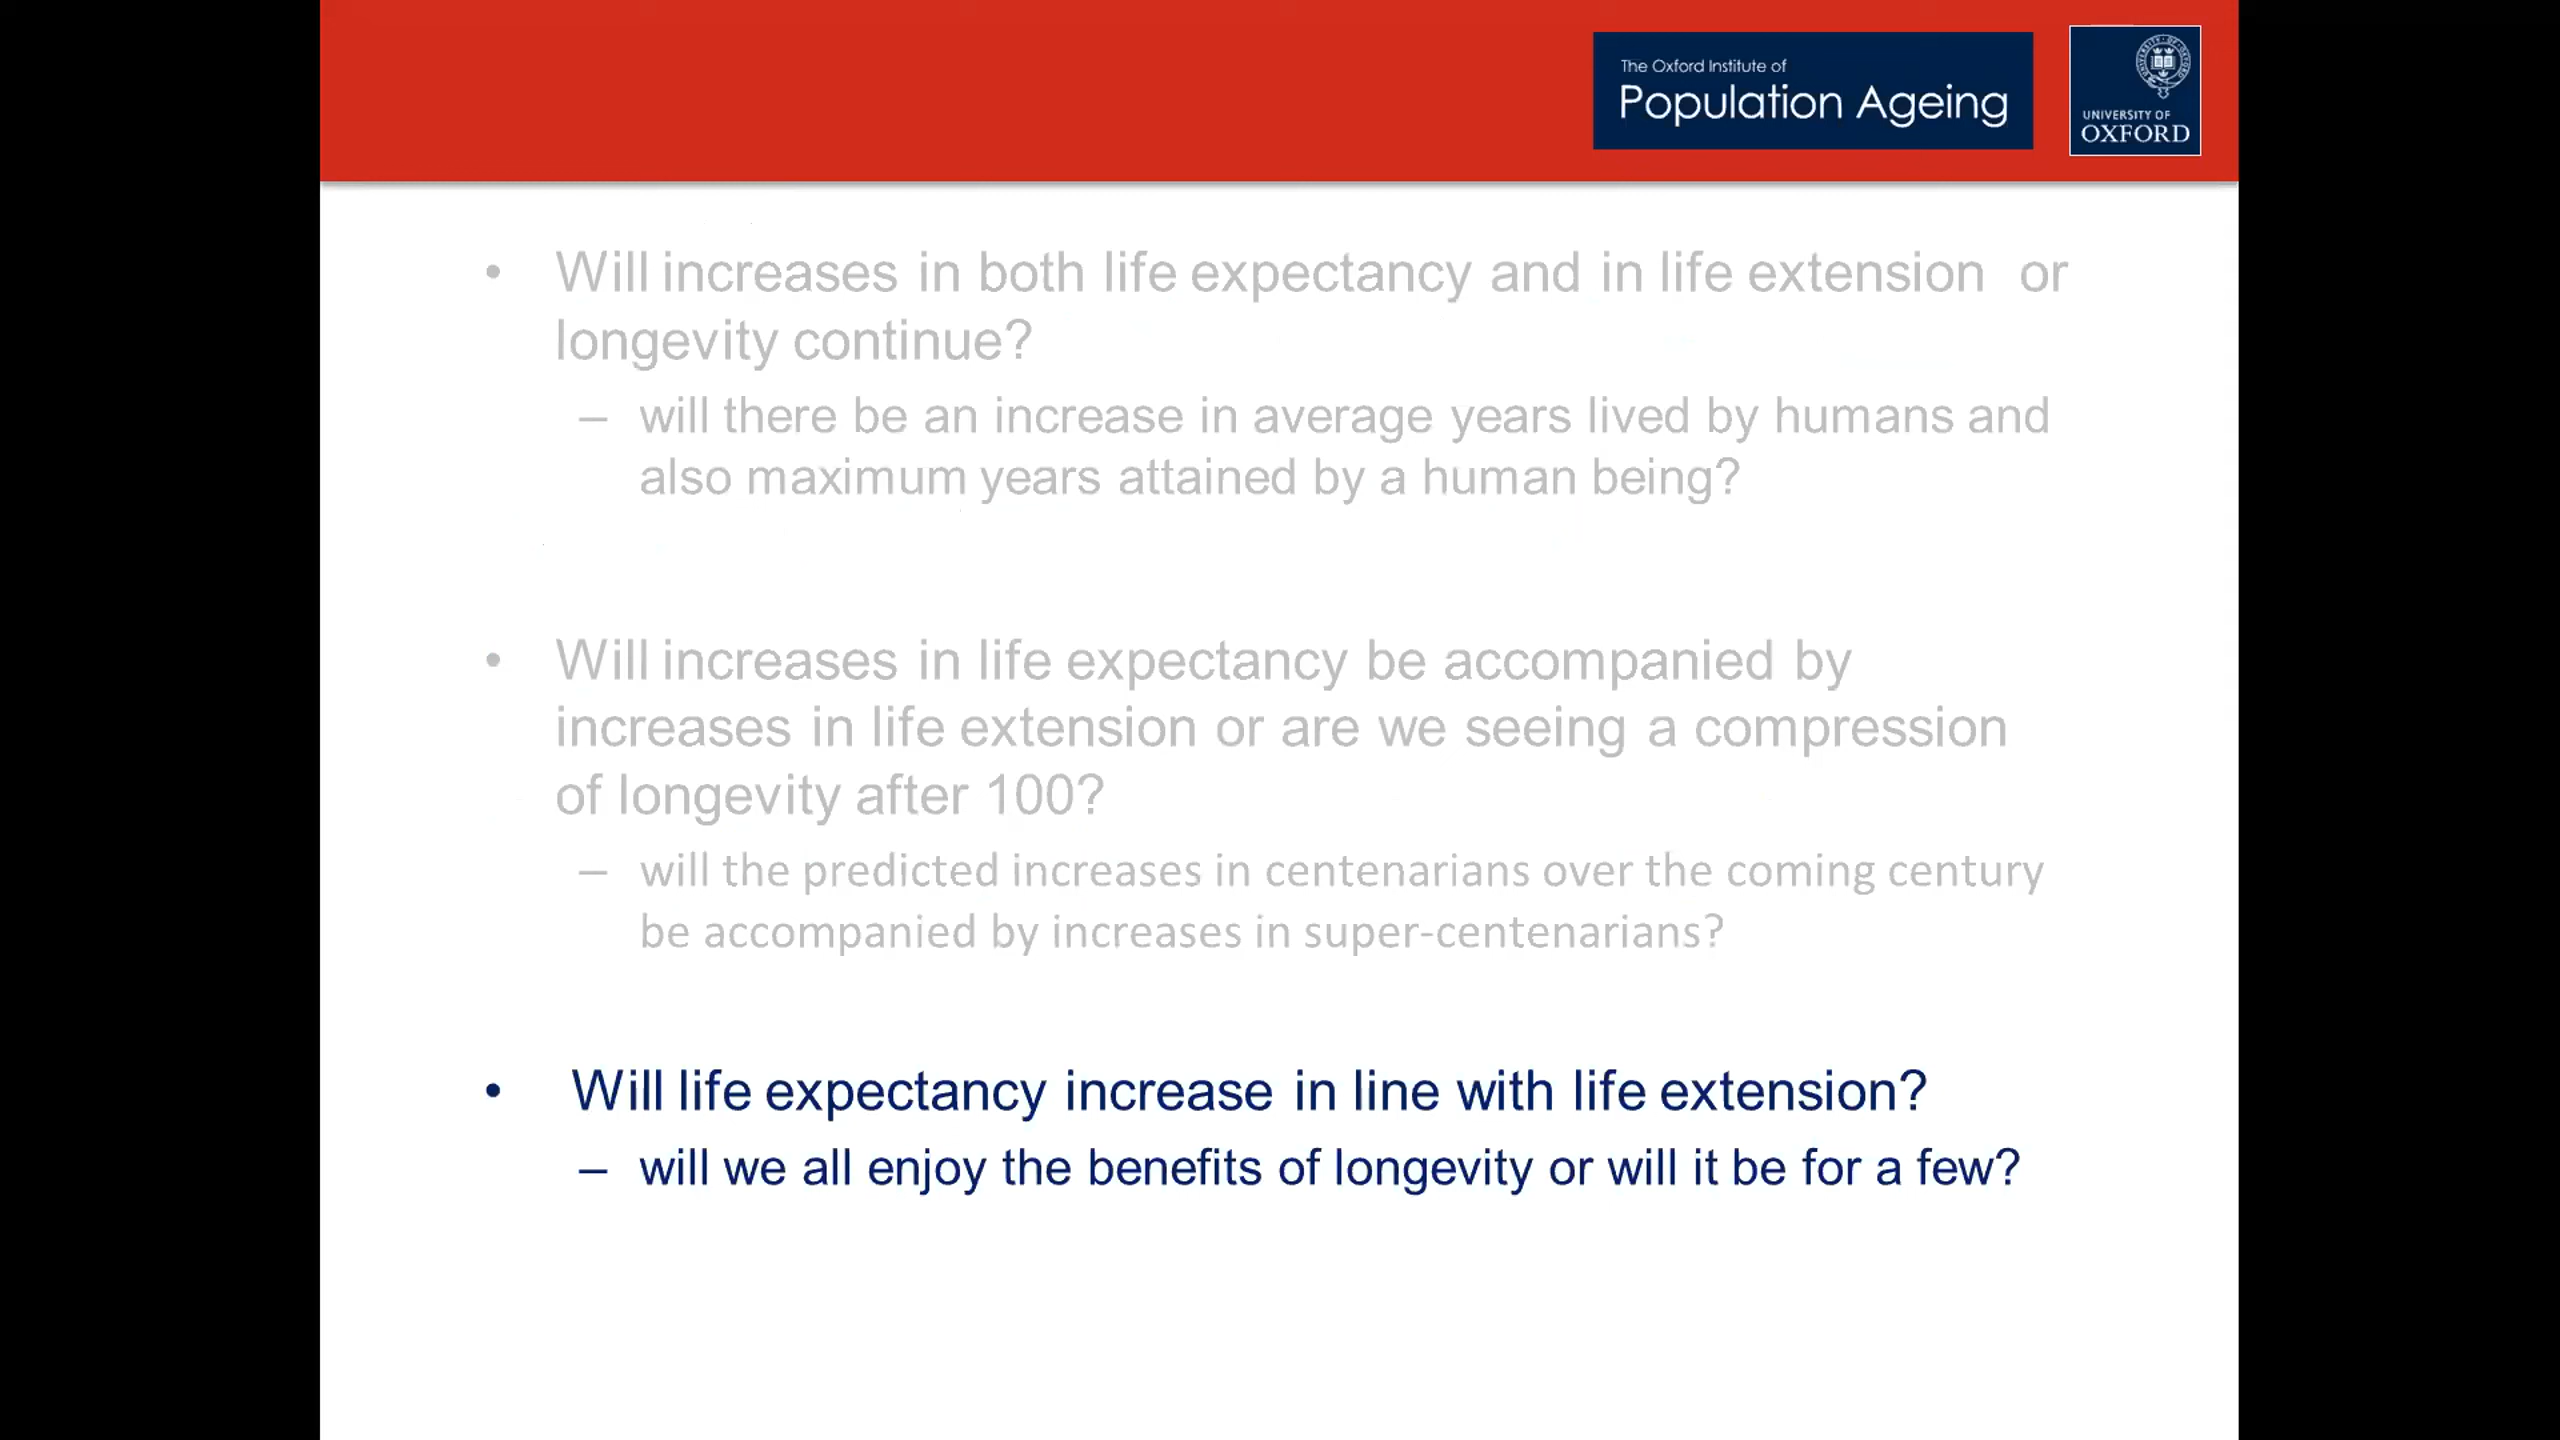 The Oxford Institute of
Population Ageing
UNIVERSITY OF
OXFORD
• Will increases in both life expectancy and in life extension or
longevity continue?
– will there be an increase in average years lived by humans and
also maximum years attained by a human being?
• Will increases in life expectancy be accompanied by
increases in life extension or are we seeing a compression
of longevity after 100?
– will the predicted increases in centenarians over the coming century
be accompanied by increases in super-centenarians?
• Will life expectancy increase in line with life extension?
– will we all enjoy the benefits of longevity or will it be for a few?